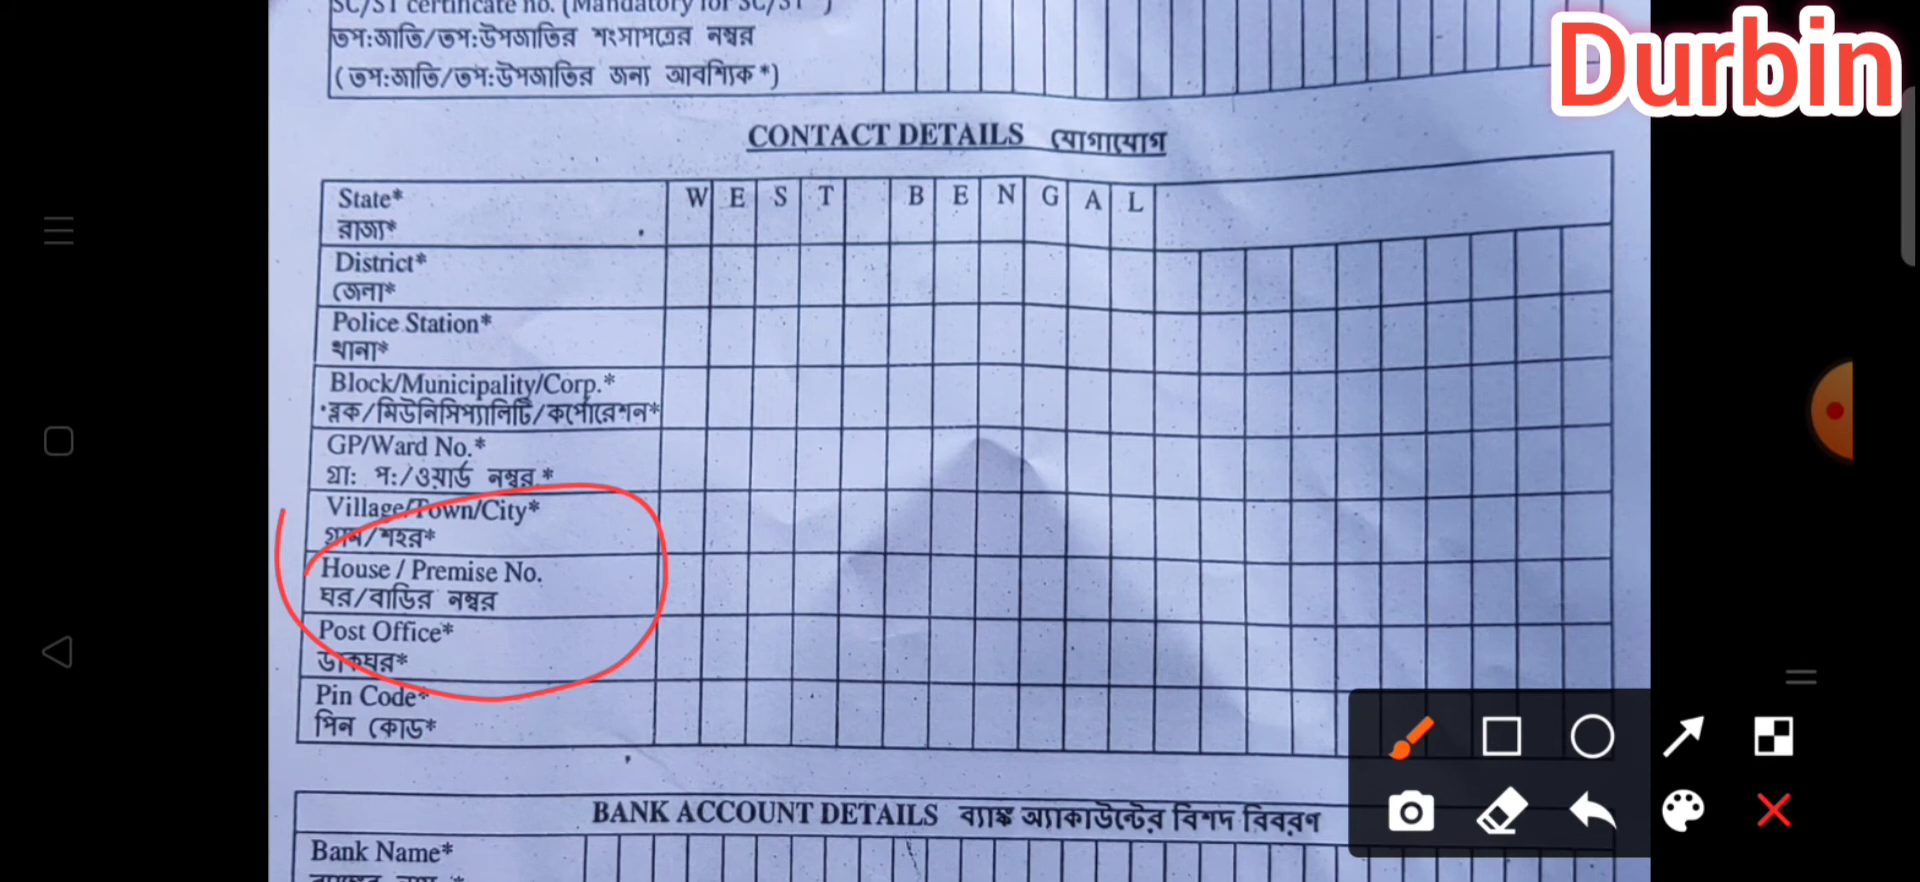 SC/ST certificate no. (Mandatory for SC/ST*)
তপ:জাতি/তপ:উপজাতির শংসাপত্রের নম্বর
(তপ:জাতি/তপ:উপজাতির জন্য আবশ্যিক*)
Durbin
CONTACT DETAILS যোগাযোগ
State* WEST BENGAL
রাজ্য*
District*
জেলা*
Police Station*
থানা*
Block/Municipality/Corp.*
ব্লক/মিউনিসিপ্যালিটি/কর্পোরেশন*
GP/Ward No.*
গ্রা: প:/ওয়ার্ড নম্বর *
Village/Town/City*
গ্রাম/শহর*
House / Premise No.
ঘর/বাড়ির নম্বর
Post Office*
ডাকঘর*
Pin Code*
পিন কোড*
BANK ACCOUNT DETAILS ব্যাঙ্ক অ্যাকাউন্টের বিশদ বিবরণ
Bank Name*